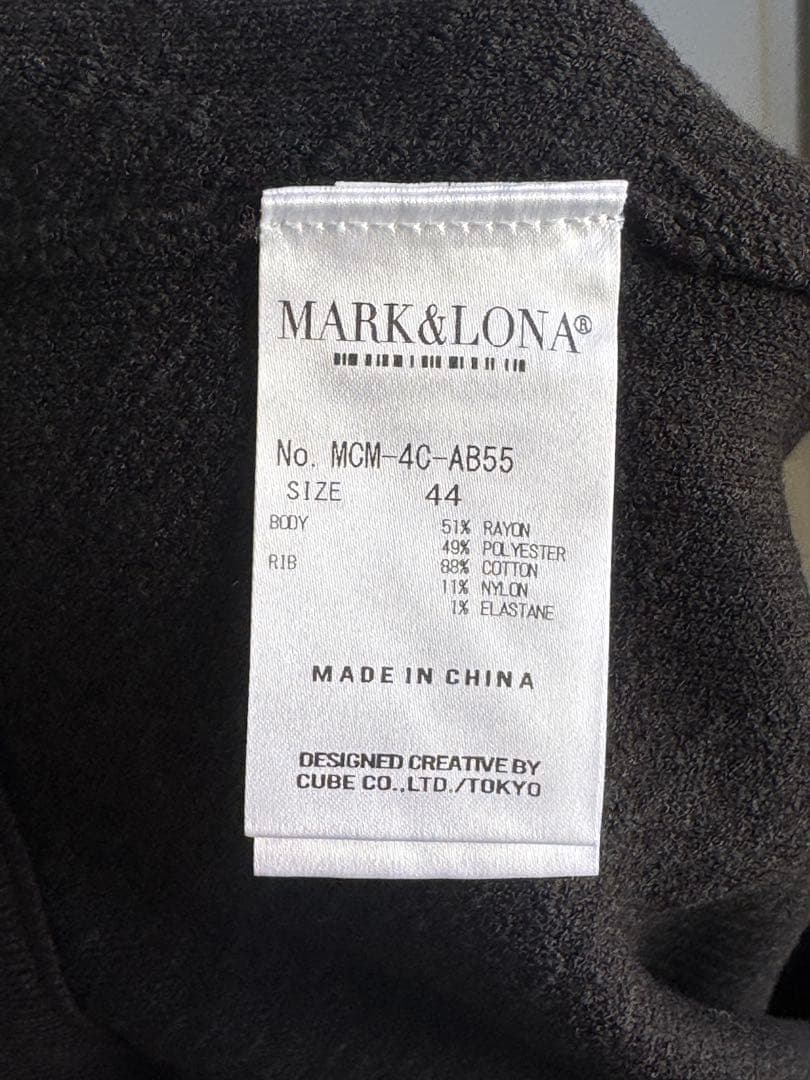 MARK&LONA®
No. MCM-4C-AB55
SIZE 44
BODY 51% RAYON
49% POLYESTER
RIB 88% COTTON
11% NYLON
1% ELASTANE
MADE IN CHINA
DESIGNED CREATIVE BY
CUBE CO.,LTD./TOKYO